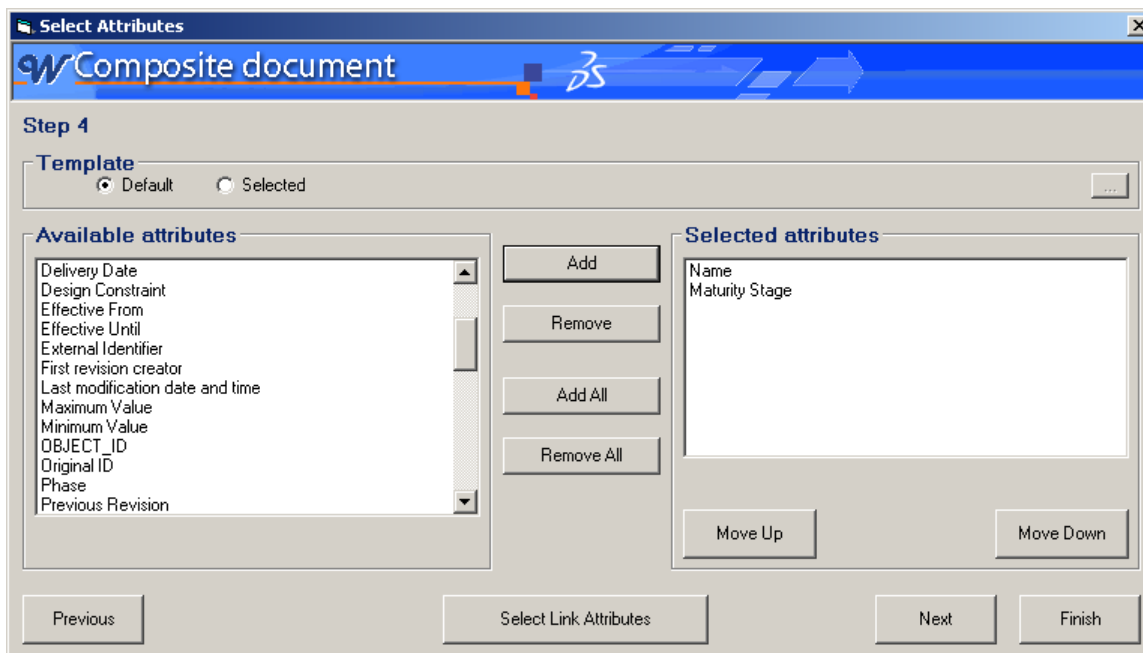 Select Attributes
W Composite document
DS
Step 4
Template
Default Selected ...
Available attributes
Delivery Date
Design Constraint
Effective From
Effective Until
External Identifier
First revision creator
Last modification date and time
Maximum Value
Minimum Value
OBJECT_ID
Original ID
Phase
Previous Revision
Add
Remove
Add All
Remove All
Selected attributes
Name
Maturity Stage
Move Up Move Down
Previous Select Link Attributes Next Finish